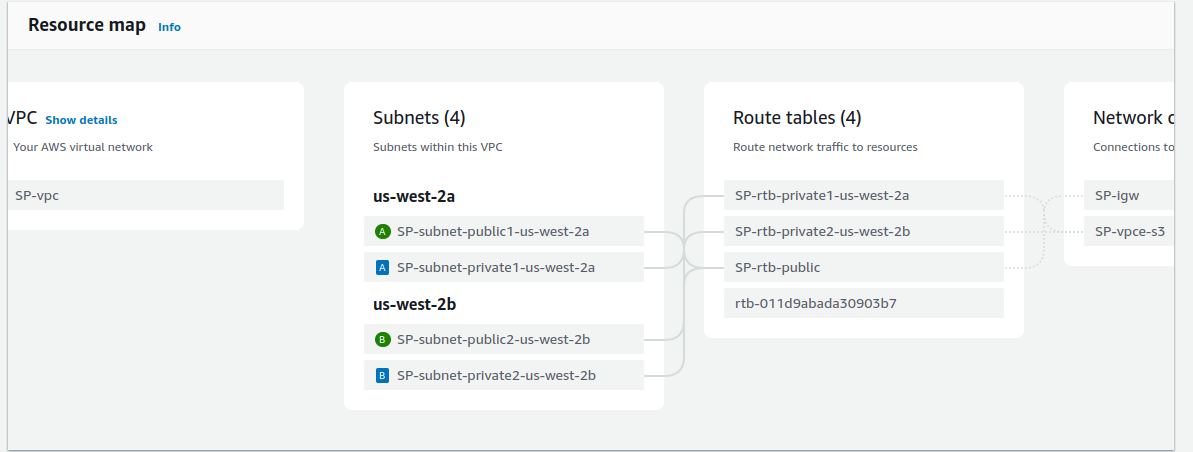 Resource map Info
VPC Show details
Your AWS virtual network
SP-vpc
Subnets (4)
Subnets within this VPC
us-west-2a
A SP-subnet-public1-us-west-2a
A SP-subnet-private1-us-west-2a
us-west-2b
B SP-subnet-public2-us-west-2b
B SP-subnet-private2-us-west-2b
Route tables (4)
Route network traffic to resources
SP-rtb-private1-us-west-2a
SP-rtb-private2-us-west-2b
SP-rtb-public
rtb-011d9abada30903b7
Network
Connections to
SP-igw
SP-vpce-s3